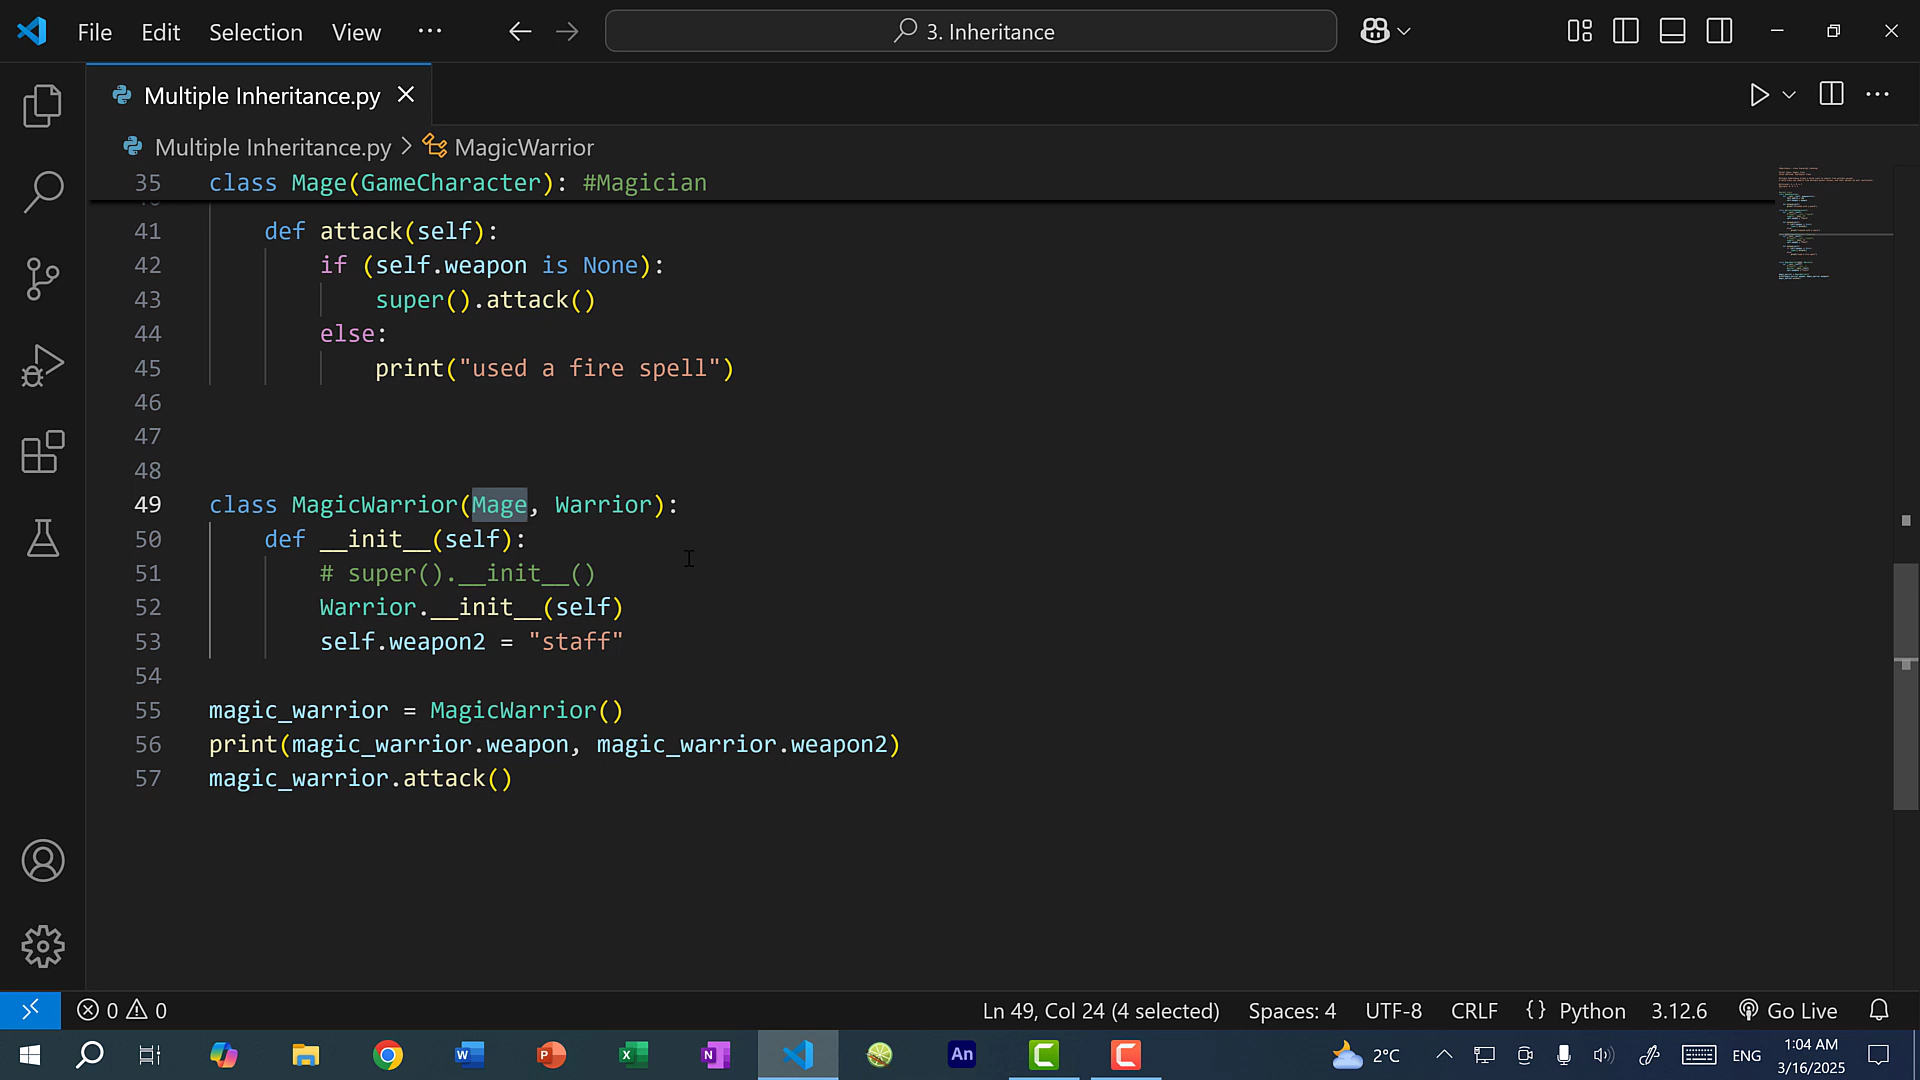 File Edit Selection View ··· 3. Inheritance
Multiple Inheritance.py
Multiple Inheritance.py > MagicWarrior
35 class Mage(GameCharacter): #Magician
41 def attack(self):
42 if (self.weapon is None):
43 super().attack()
44 else:
45 print("used a fire spell")
46
47
48
49 class MagicWarrior(Mage, Warrior):
50 def __init__(self):
51 # super().__init__()
52 Warrior.__init__(self)
53 self.weapon2 = "staff"
54
55 magic_warrior = MagicWarrior()
56 print(magic_warrior.weapon, magic_warrior.weapon2)
57 magic_warrior.attack()
0 0 Ln 49, Col 24 (4 selected) Spaces: 4 UTF-8 CRLF {} Python 3.12.6 Go Live
An 2°C ENG 1:04 AM
3/16/2025